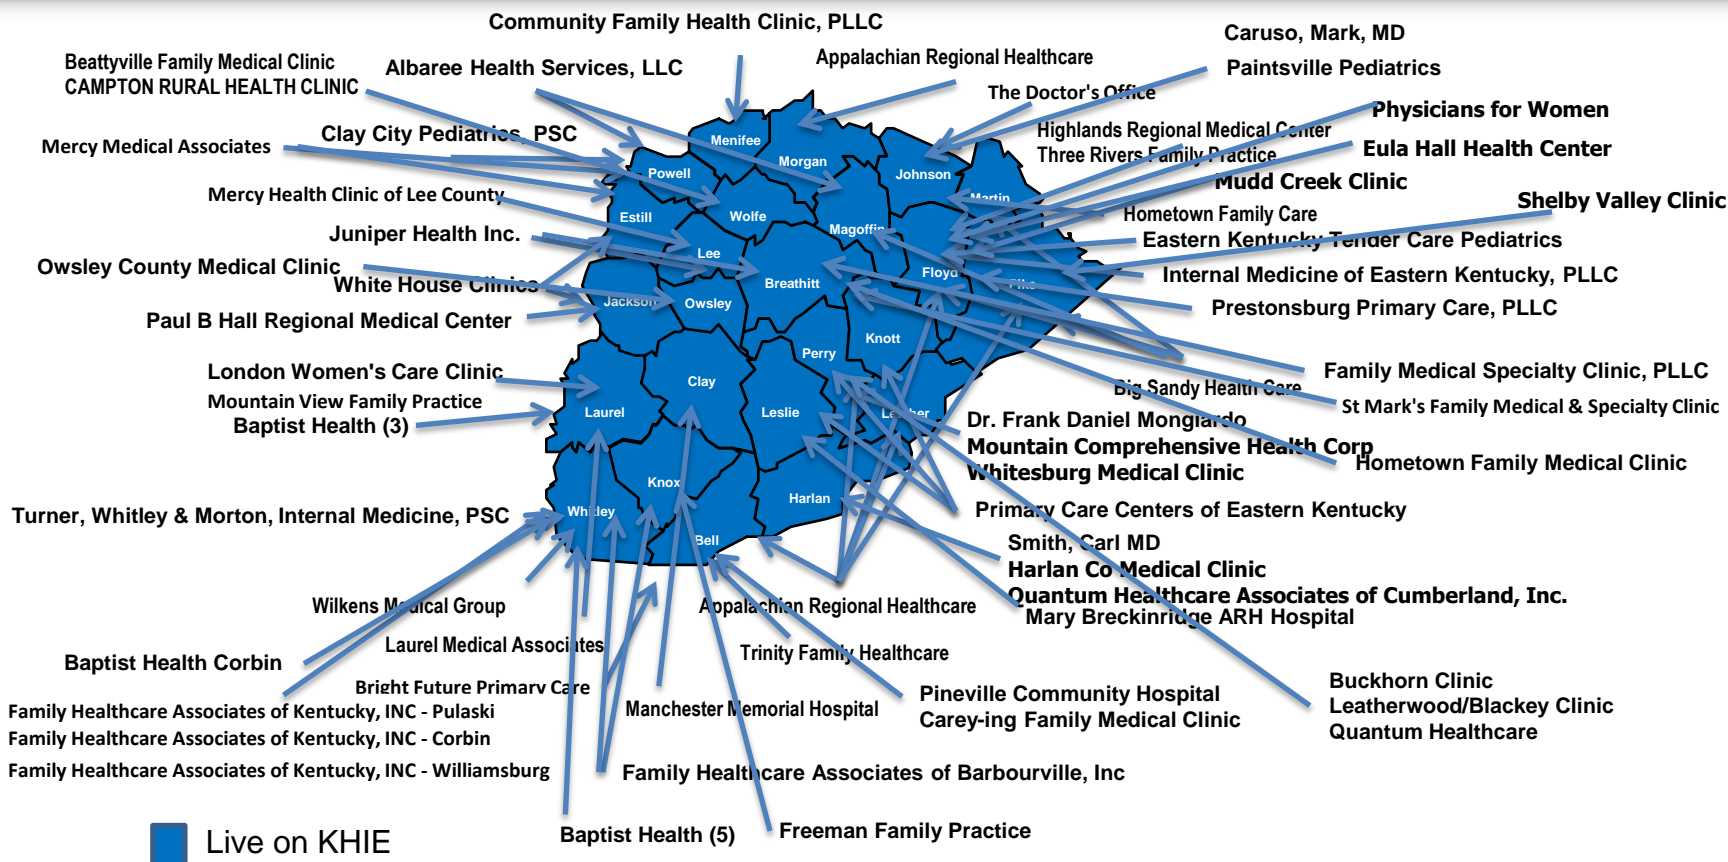 Community Family Health Clinic, PLLC
Caruso, Mark, MD
Beattyville Family Medical Clinic
CAMPTON RURAL HEALTH CLINIC
Albaree Health Services, LLC
Appalachian Regional Healthcare
Paintsville Pediatrics
The Doctor's Office
Physicians for Women
Clay City Pediatrics, PSC
Highlands Regional Medical Center
Three Rivers Family Practice
Mercy Medical Associates
Eula Hall Health Center
Mudd Creek Clinic
Mercy Health Clinic of Lee County
Shelby Valley Clinic
Hometown Family Care
Juniper Health Inc.
Eastern Kentucky Tender Care Pediatrics
Owsley County Medical Clinic
White House Clinics
Internal Medicine of Eastern Kentucky, PLLC
Paul B Hall Regional Medical Center
Prestonsburg Primary Care, PLLC
London Women's Care Clinic
Family Medical Specialty Clinic, PLLC
Mountain View Family Practice
Big Sandy Health Care
St Mark's Family Medical & Specialty Clinic
Baptist Health (3)
Dr. Frank Daniel Mongiardo
Mountain Comprehensive Health Corp
Whitesburg Medical Clinic
Hometown Family Medical Clinic
Turner, Whitley & Morton, Internal Medicine, PSC
Primary Care Centers of Eastern Kentucky
Smith, Carl MD
Harlan Co Medical Clinic
Quantum Healthcare Associates of Cumberland, Inc.
Mary Breckinridge ARH Hospital
Wilkens Medical Group
Appalachian Regional Healthcare
Laurel Medical Associates
Trinity Family Healthcare
Baptist Health Corbin
Bright Future Primary Care
Manchester Memorial Hospital
Pineville Community Hospital
Carey-ing Family Medical Clinic
Buckhorn Clinic
Leatherwood/Blackey Clinic
Quantum Healthcare
Family Healthcare Associates of Kentucky, INC - Pulaski
Family Healthcare Associates of Kentucky, INC - Corbin
Family Healthcare Associates of Kentucky, INC - Williamsburg
Family Healthcare Associates of Barbourville, Inc
Baptist Health (5)
Freeman Family Practice
Live on KHIE
Menifee
Morgan
Powell
Johnson
Martin
Estill
Wolfe
Magoffin
Lee
Floyd
Pike
Breathitt
Jackson
Owsley
Knott
Perry
Clay
Laurel
Leslie
Letcher
Knox
Harlan
Whitley
Bell